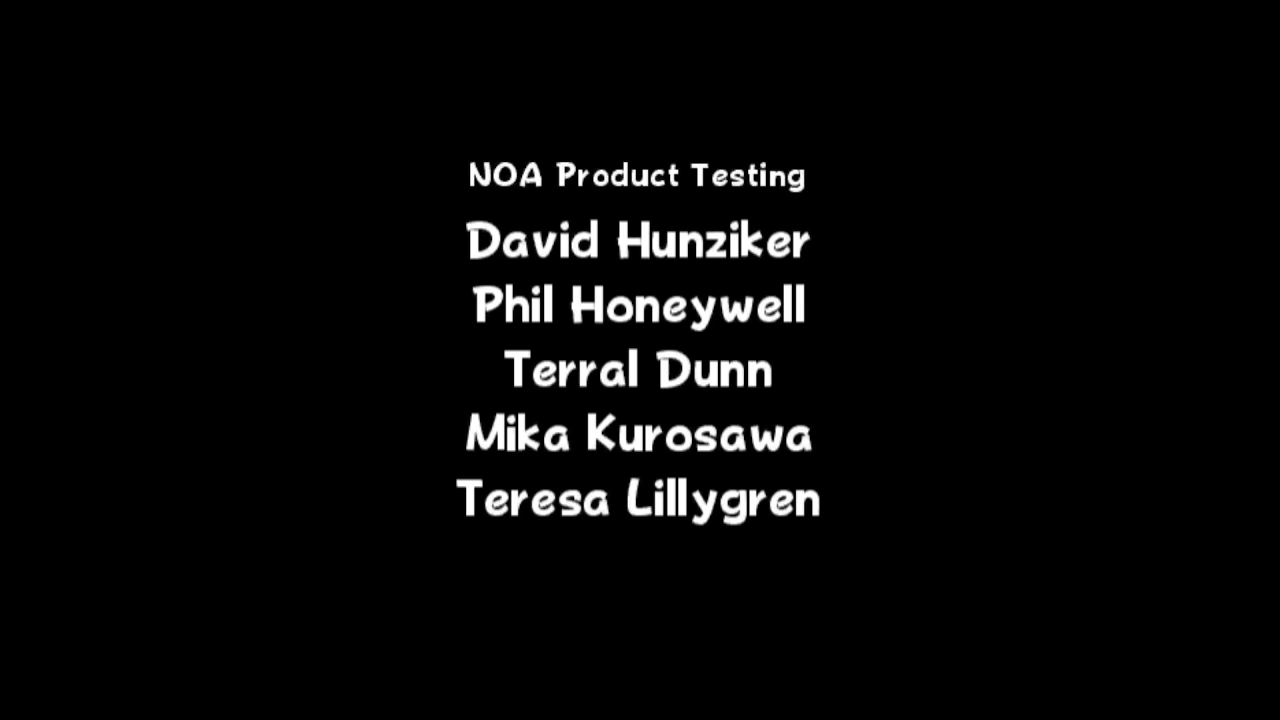 NOA Product Testing
David Hunziker
Phil Honeywell
Terral Dunn
Mika Kurosawa
Teresa Lillygren